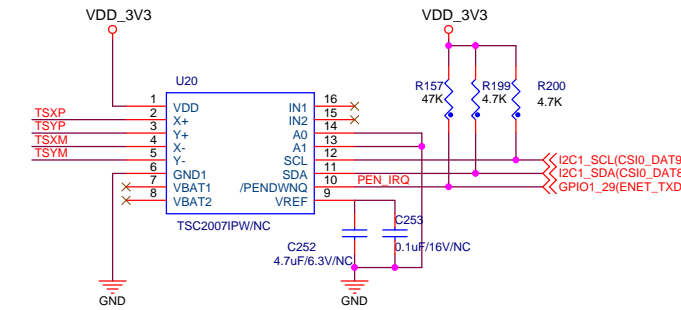 VDD_3V3
VDD_3V3
U20
R157
47K
R199
4.7K
R200
4.7K
TSXP
TSYP
TSXM
TSYM
1 VDD
2 X+
3 Y+
4 X-
5 Y-
6 GND1
7 VBAT1
8 VBAT2
IN1 16
IN2 15
A0 14
A1 13
SCL 12
SDA 11
/PENDWNQ 10
VREF 9
PEN_IRQ
I2C1_SCL(CSI0_DAT9
I2C1_SDA(CSI0_DAT8
GPIO1_29(ENET_TXD
TSC2007IPW/NC
C252
4.7uF/6.3V/NC
C253
0.1uF/16V/NC
GND
GND